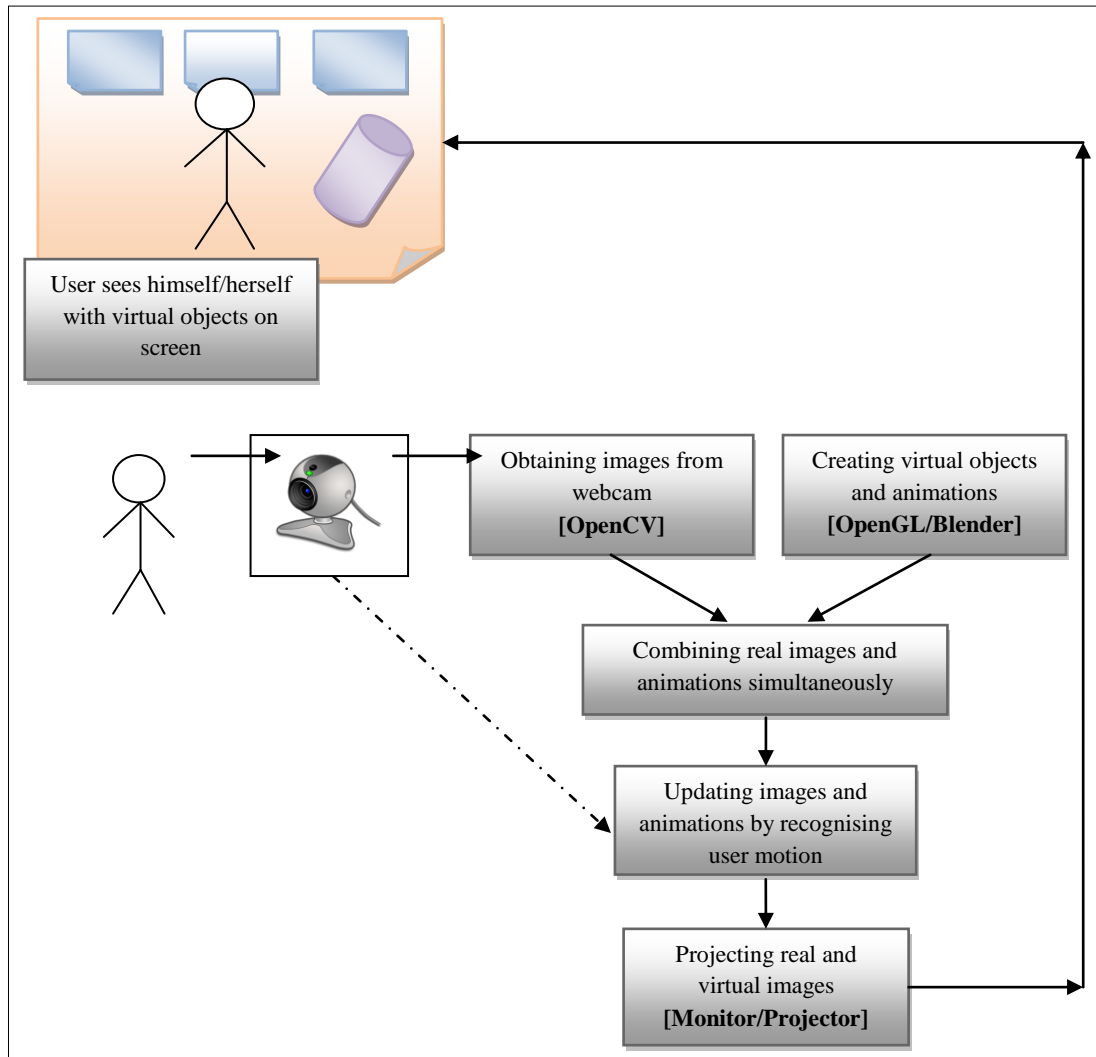 User sees himself/herself
with virtual objects on
screen
Obtaining images from
webcam
[OpenCV]
Creating virtual objects
and animations
[OpenGL/Blender]
Combining real images and
animations simultaneously
Updating images and
animations by recognising
user motion
Projecting real and
virtual images
[Monitor/Projector]